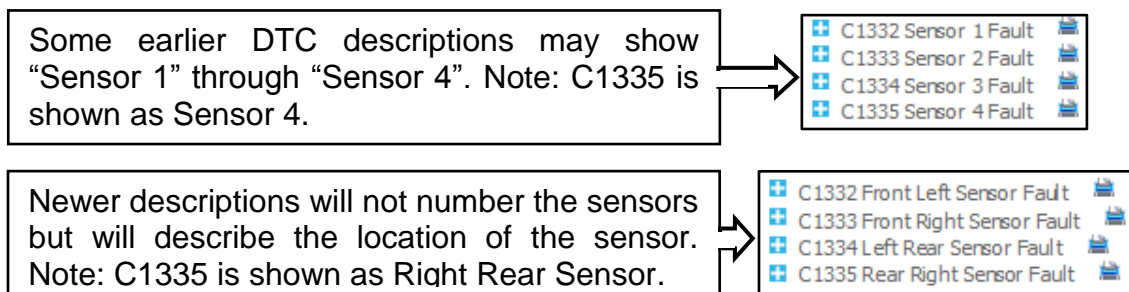 Some earlier DTC descriptions may show
“Sensor 1” through “Sensor 4”. Note: C1335 is
shown as Sensor 4.
C1332 Sensor 1 Fault
C1333 Sensor 2 Fault
C1334 Sensor 3 Fault
C1335 Sensor 4 Fault
Newer descriptions will not number the sensors
but will describe the location of the sensor.
Note: C1335 is shown as Right Rear Sensor.
C1332 Front Left Sensor Fault
C1333 Front Right Sensor Fault
C1334 Left Rear Sensor Fault
C1335 Rear Right Sensor Fault